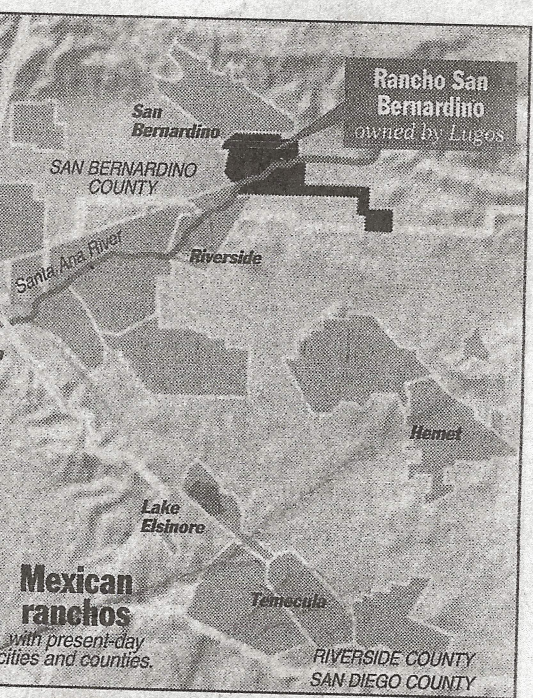 Rancho San
Bernardino
owned by Lugos
San
Bernardino
SAN BERNARDINO
COUNTY
Santa Ana River
Riverside
Hemet
Lake
Elsinore
Temecula
Mexican
ranchos
with present-day
cities and counties.
RIVERSIDE COUNTY
SAN DIEGO COUNTY